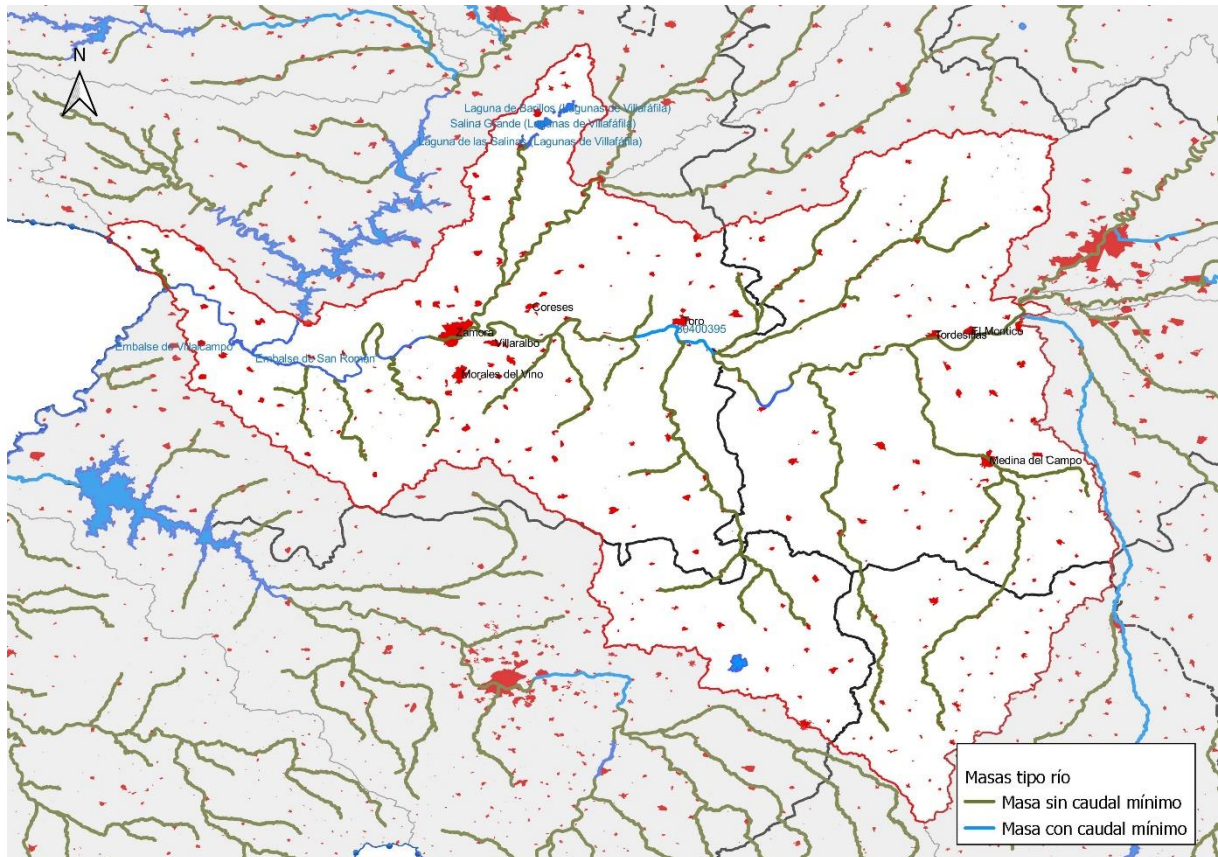 N
Laguna de Barillos (Lagunas de Villafáfila)
Salina Grande (Lagunas de Villafáfila)
Laguna de las Salinas (Lagunas de Villafáfila)
Coreses
Toro
30400395
Zamora
Villaralbo
Tordesillas
El Montico
Embalse de Villalcampo
Embalse de San Román
Morales del Vino
Medina del Campo
Masas tipo río
Masa sin caudal mínimo
Masa con caudal mínimo